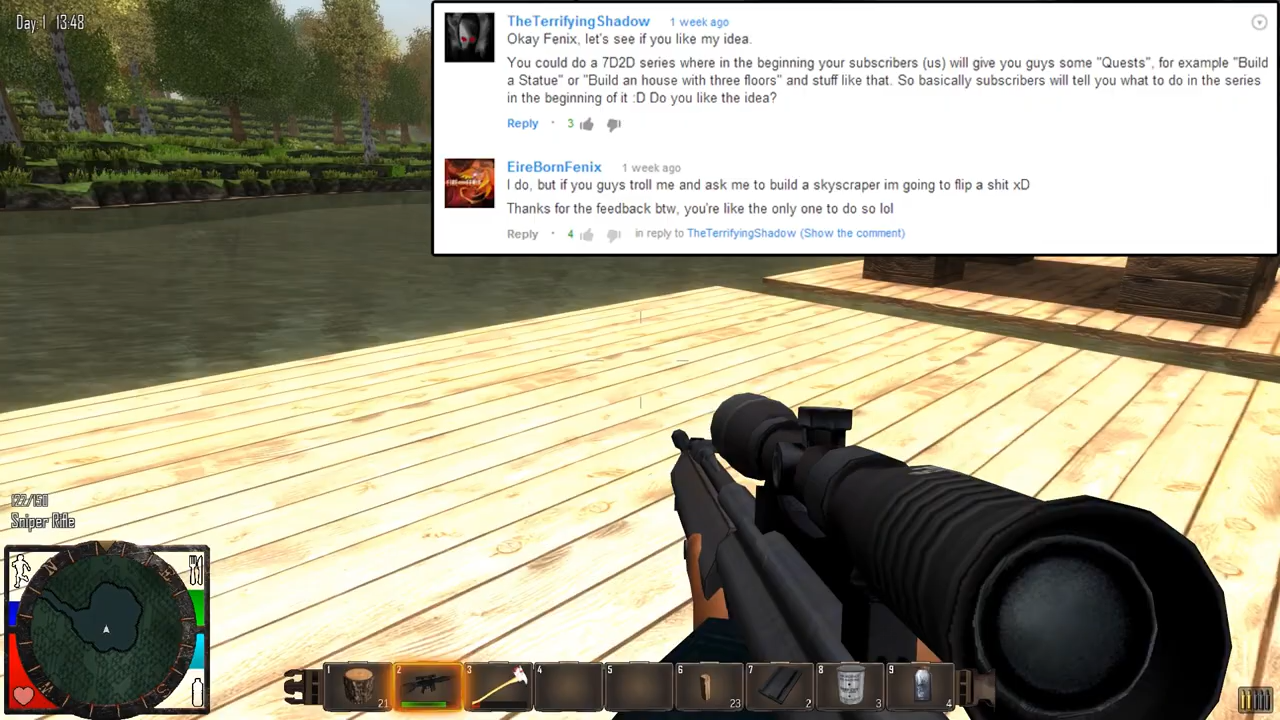 Day 1 13:48
TheTerrifyingShadow 1 week ago
Okay Fenix, let's see if you like my idea.
You could do a 7D2D series where in the beginning your subscribers (us) will give you guys some "Quests", for example "Build
a Statue" or "Build an house with three floors" and stuff like that. So basically subscribers will tell you what to do in the series
in the beginning of it :D Do you like the idea?
Reply · 3
EireBornFenix 1 week ago
I do, but if you guys troll me and ask me to build a skyscraper im going to flip a shit xD
Thanks for the feedback btw, you're like the only one to do so lol
Reply · 4 in reply to TheTerrifyingShadow (Show the comment)
122/150
Sniper Rifle
N
1 2 3 4 5 6 7 8 9
21 23 2 3 4